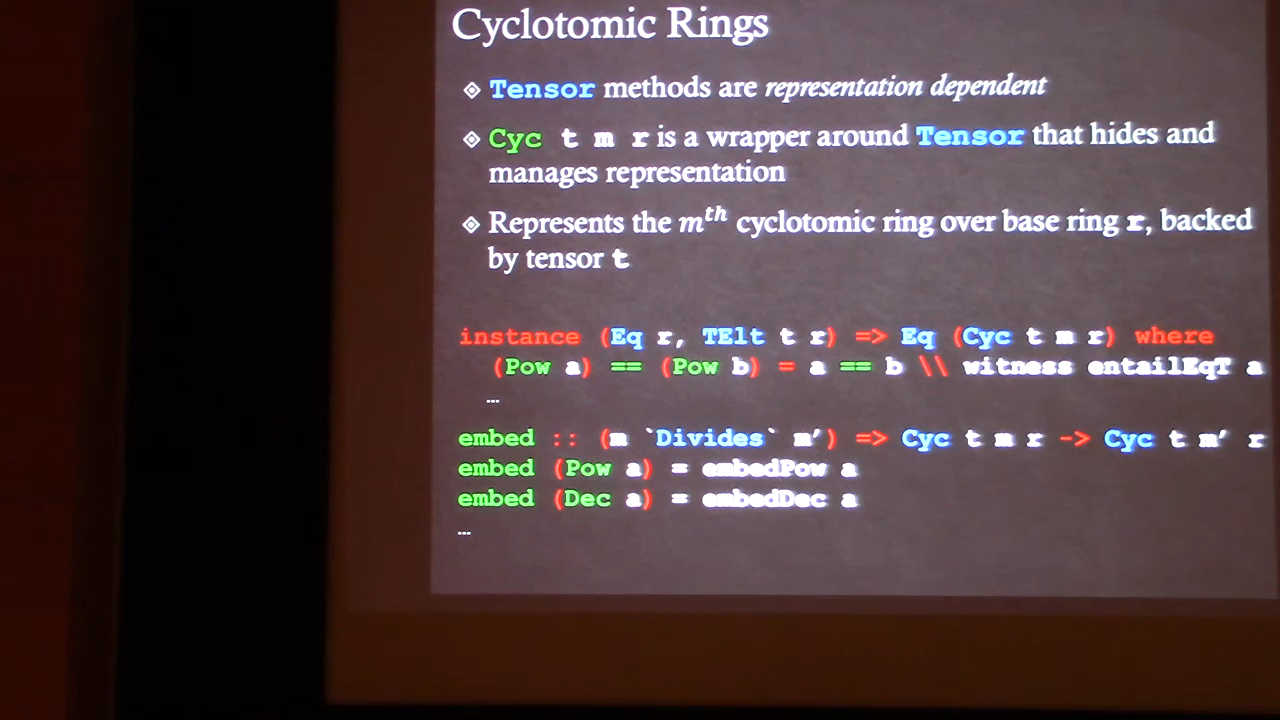 Cyclotomic Rings
Tensor methods are representation dependent
Cyc t m r is a wrapper around Tensor that hides and
manages representation
Represents the mth cyclotomic ring over base ring r, backed
by tensor t
instance (Eq r, TElt t r) => Eq (Cyc t m r) where
(Pow a) == (Pow b) = a == b \\ witness entailEqT a
…
embed :: (m `Divides` m’) => Cyc t m r -> Cyc t m’ r
embed (Pow a) = embedPow a
embed (Dec a) = embedDec a
…